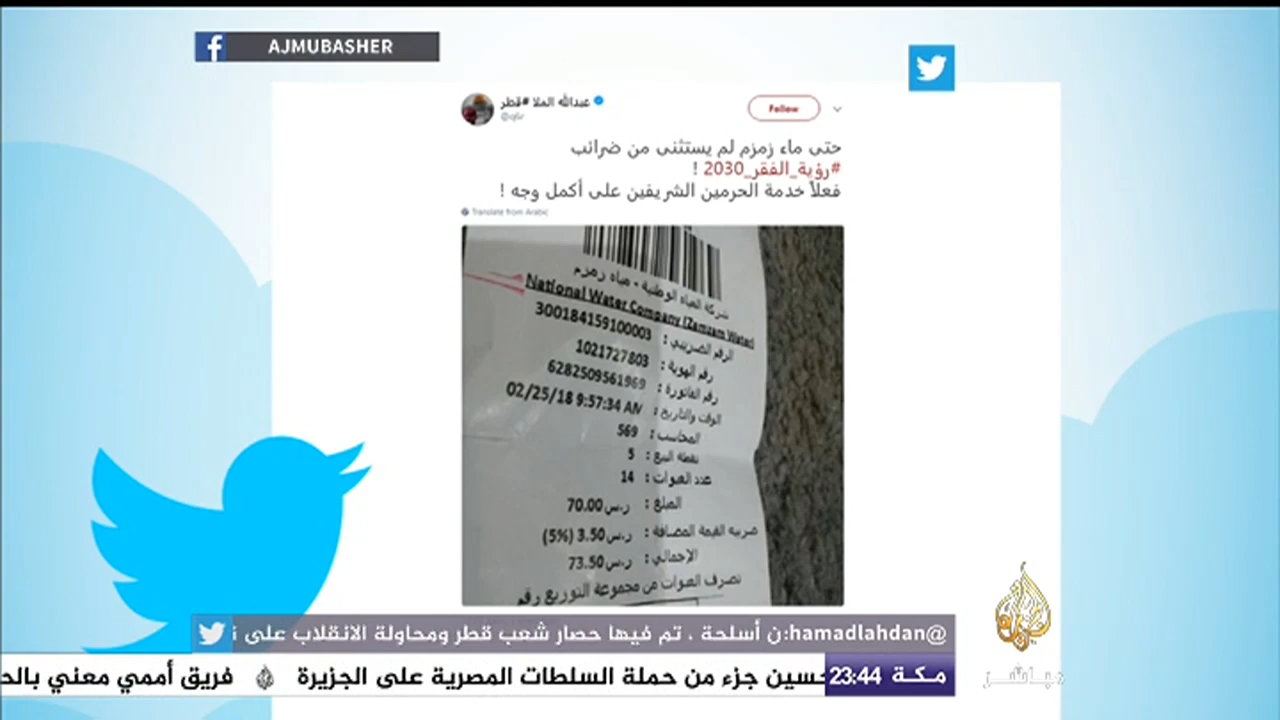 AJMUBASHER
عبدالله الملا #قطر
Follow
حتى ماء زمزم لم يستثنى من ضرائب
#رؤية_الفقر_2030 !
فعلاً خدمة الحرمين الشريفين على أكمل وجه !
Translate from Arabic
شركة المياه الوطنية - مياه زمزم
National Water Company (Zamzam Water)
الرقم الضريبي : 300184159100003
رقم الهوية : 1021727803
رقم الفاتورة : 6282509561969
الوقت والتاريخ : 02/25/18 9:57:34 AM
المحاسب : 569
نقطة البيع : 5
عدد العبوات : 14
المبلغ : ر.س 70.00
ضريبه القيمة المضافة : ر.س 3.50 (5%)
الإجمالي : ر.س 73.50
تصرف العبوات من مجموعة التوزيع رقم
@hamadlahdan:ن أسلحة ، تم فيها حصار شعب قطر ومحاولة الانقلاب على
مكة 23:44
حسين جزء من حملة السلطات المصرية على الجزيرة فريق أممي معني بالح
الجزيرة
مباشر